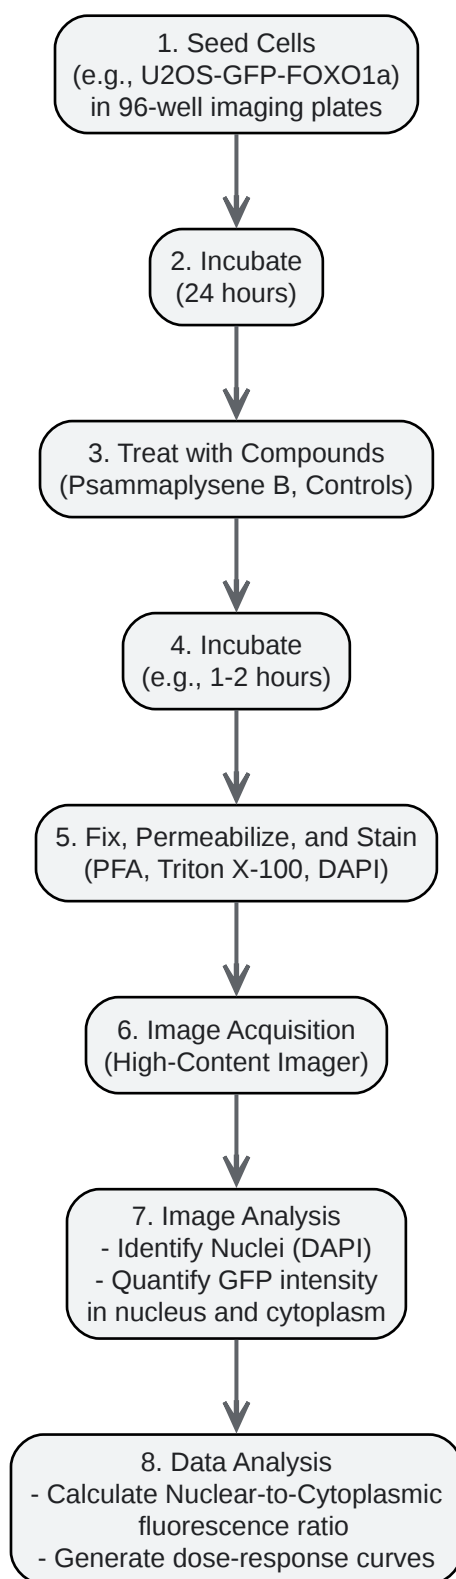 1. Seed Cells
(e.g., U2OS-GFP-FOXO1a)
in 96-well imaging plates
2. Incubate
(24 hours)
3. Treat with Compounds
(Psammaplysene B, Controls)
4. Incubate
(e.g., 1-2 hours)
5. Fix, Permeabilize, and Stain
(PFA, Triton X-100, DAPI)
6. Image Acquisition
(High-Content Imager)
7. Image Analysis
- Identify Nuclei (DAPI)
- Quantify GFP intensity
in nucleus and cytoplasm
8. Data Analysis
- Calculate Nuclear-to-Cytoplasmic
fluorescence ratio
- Generate dose-response curves